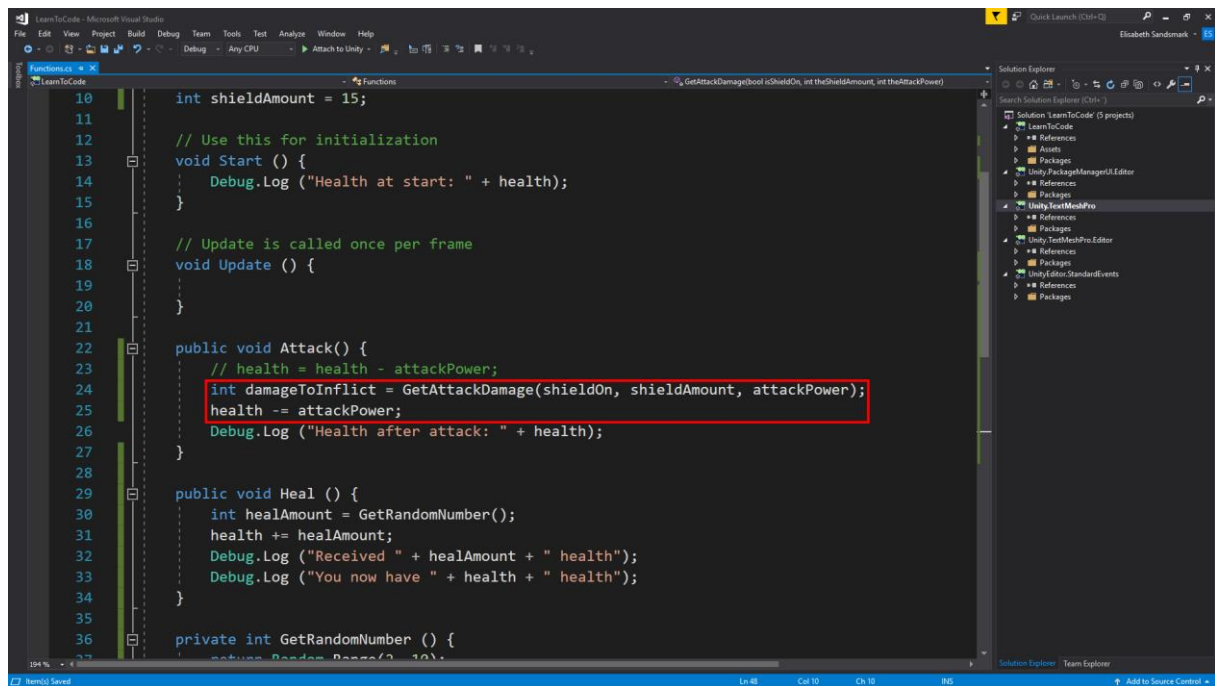 LearnToCode - Microsoft Visual Studio
Quick Launch (Ctrl+Q)
File Edit View Project Build Debug Team Tools Test Analyze Window Help
Elisabeth Sandsmark ES
Debug Any CPU Attach to Unity
Toolbox
Functions.cs
LearnToCode Functions GetAttackDamage(bool isShieldOn, int theShieldAmount, int theAttackPower)
10 int shieldAmount = 15;
11
12 // Use this for initialization
13 void Start () {
14 Debug.Log ("Health at start: " + health);
15 }
16
17 // Update is called once per frame
18 void Update () {
19
20 }
21
22 public void Attack() {
23 // health = health - attackPower;
24 int damageToInflict = GetAttackDamage(shieldOn, shieldAmount, attackPower);
25 health -= attackPower;
26 Debug.Log ("Health after attack: " + health);
27 }
28
29 public void Heal () {
30 int healAmount = GetRandomNumber();
31 health += healAmount;
32 Debug.Log ("Received " + healAmount + " health");
33 Debug.Log ("You now have " + health + " health");
34 }
35
36 private int GetRandomNumber () {
37 return Random.Range(2, 10);
194 %
Solution Explorer
Search Solution Explorer (Ctrl+¨)
Solution 'LearnToCode' (5 projects)
LearnToCode
References
Assets
Packages
Unity.PackageManagerUI.Editor
References
Packages
Unity.TextMeshPro
References
Packages
Unity.TextMeshPro.Editor
References
Packages
UnityEditor.StandardEvents
References
Packages
Solution Explorer Team Explorer
Item(s) Saved Ln 48 Col 10 Ch 10 INS Add to Source Control